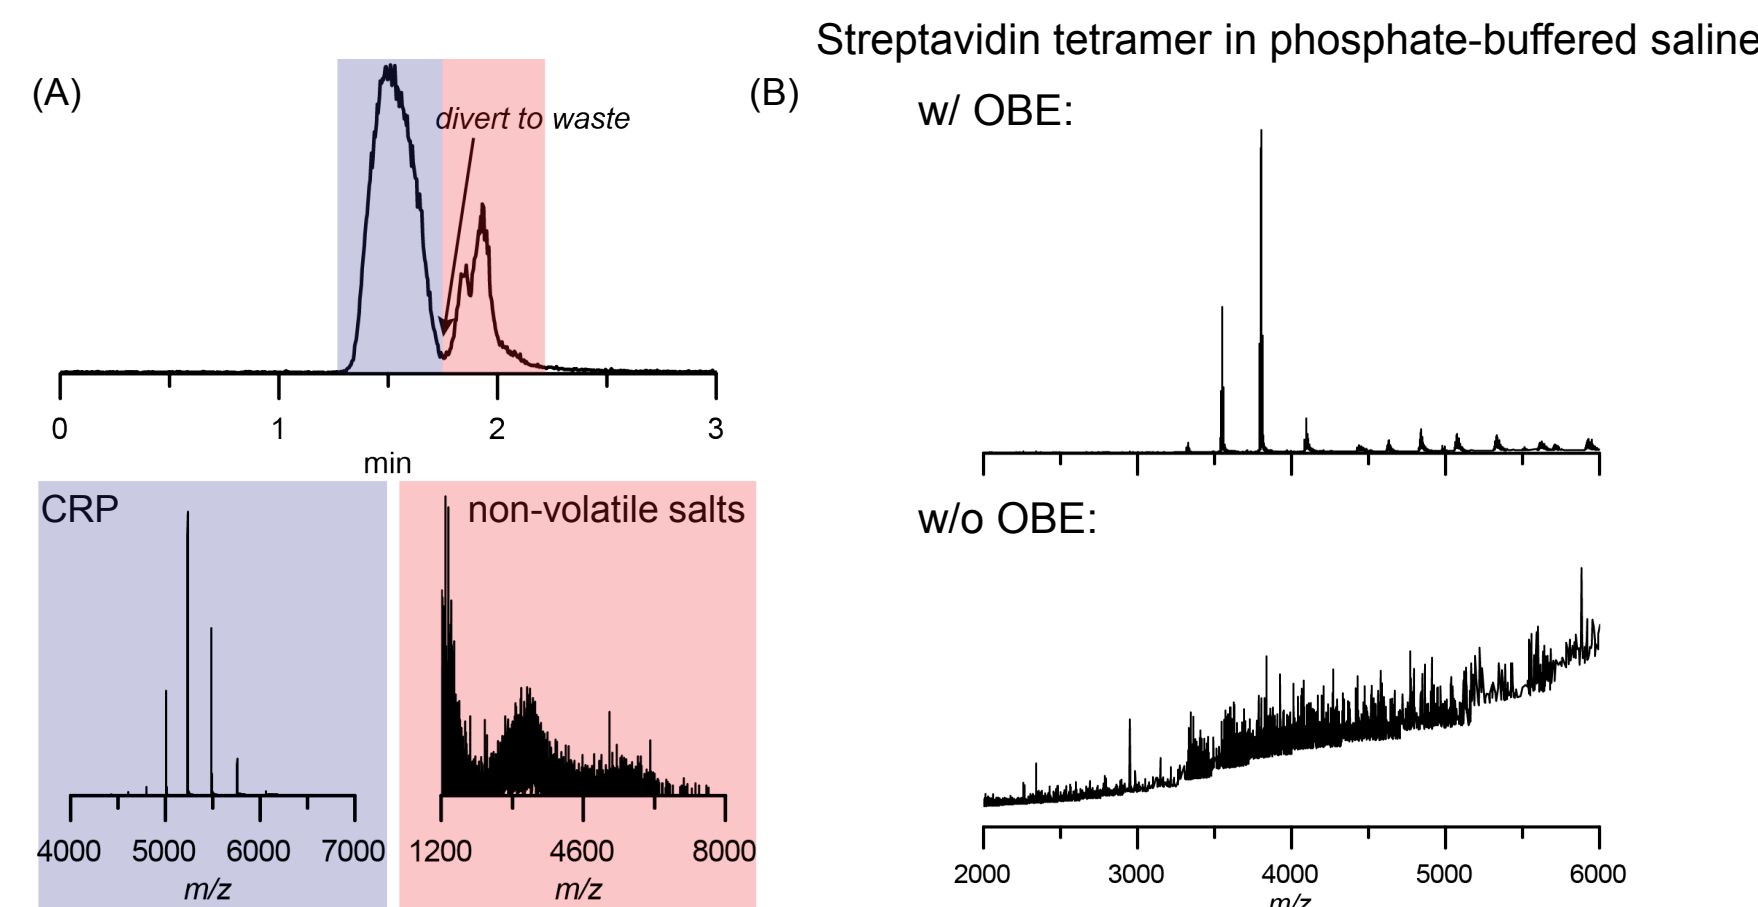 Streptavidin tetramer in phosphate-buffered saline
(A)
divert to waste
0 1 2 3
min
CRP
4000 5000 6000 7000
m/z
non-volatile salts
1200 4600 8000
m/z
(B)
w/ OBE:
w/o OBE:
2000 3000 4000 5000 6000
m/z